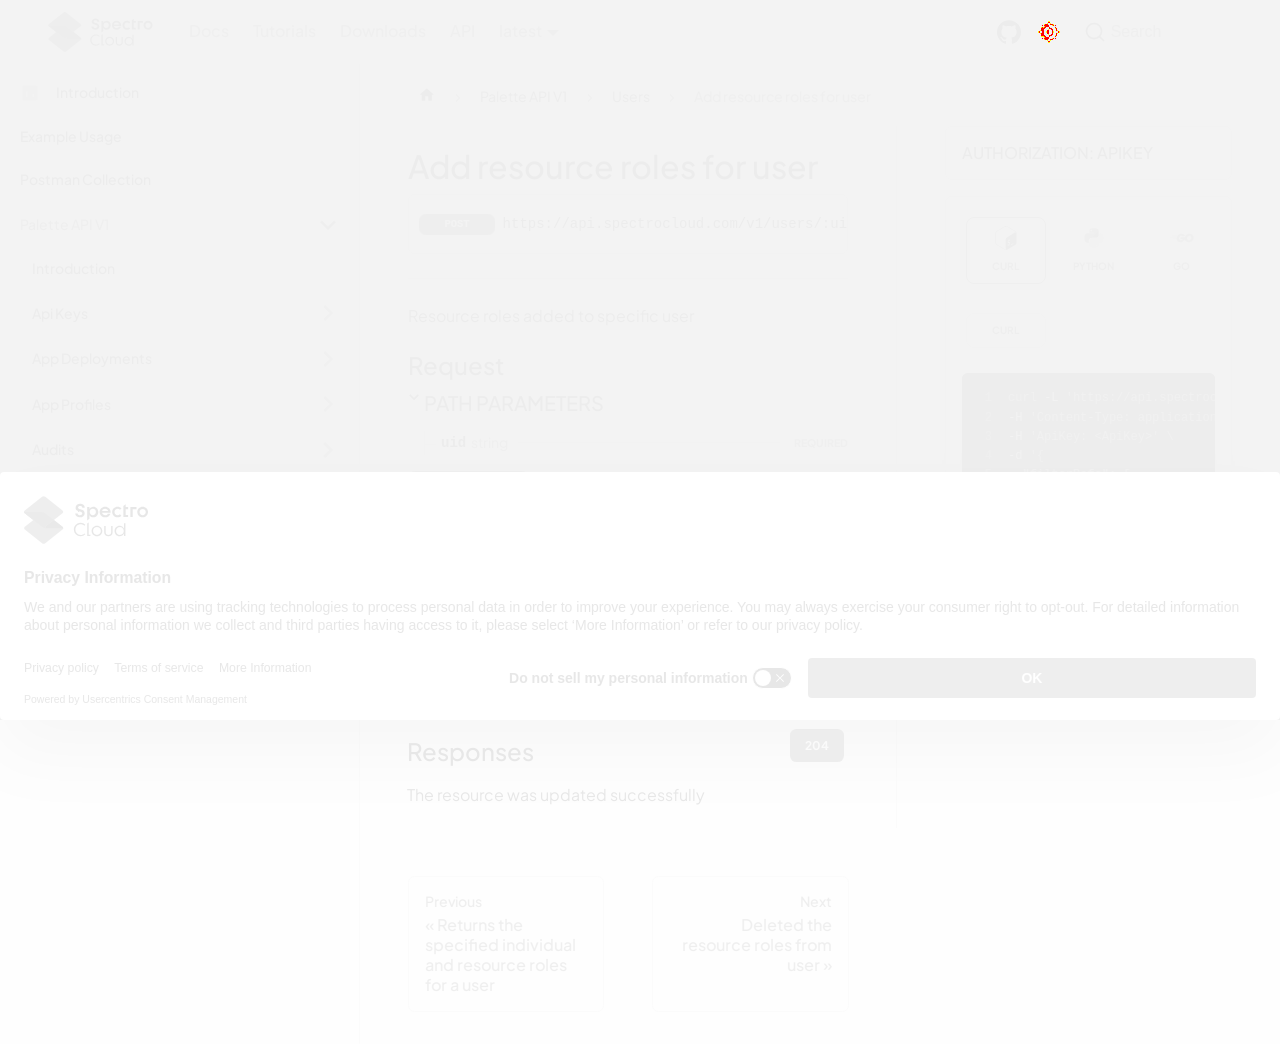 Spectro Cloud
Docs Tutorials Downloads API latest
Search
Introduction
Example Usage
Postman Collection
Palette API V1
Introduction
Api Keys
App Deployments
App Profiles
Audits
Palette API V1
Users
Add resource roles for user
Add resource roles for user
POST
Resource roles added to specific user
Request
PATH PARAMETERS
uid string
REQUIRED
AUTHORIZATION: APIKEY
CURL PYTHON GO
CURL
Spectro
Cloud
Privacy Information
We and our partners are using tracking technologies to process personal data in order to improve your experience. You may always exercise your consumer right to opt-out. For detailed information
about personal information we collect and third parties having access to it, please select 'More Information' or refer to our privacy policy.
Privacy policy Terms of service More Information
Do not sell my personal information
OK
Powered by Usercentrics Consent Management
Responses
204
The resource was updated successfully
Previous
« Returns the
specified individual
and resource roles
for a user
Next
Deleted the
resource roles from
user »